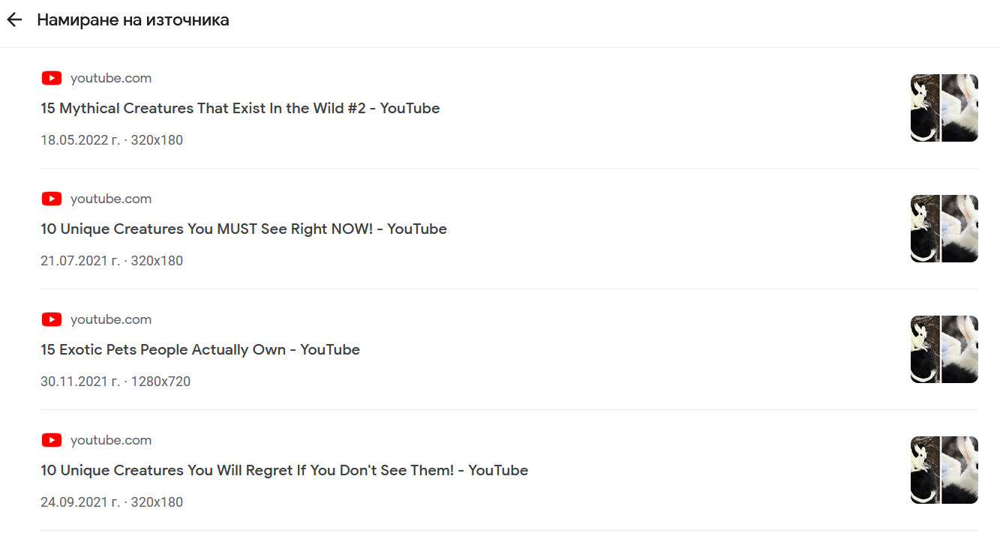 Намиране на източника
youtube.com
15 Mythical Creatures That Exist In the Wild #2 - YouTube
18.05.2022 г. · 320x180
youtube.com
10 Unique Creatures You MUST See Right NOW! - YouTube
21.07.2021 г. · 320x180
youtube.com
15 Exotic Pets People Actually Own - YouTube
30.11.2021 г. · 1280x720
youtube.com
10 Unique Creatures You Will Regret If You Don't See Them! - YouTube
24.09.2021 г. · 320x180